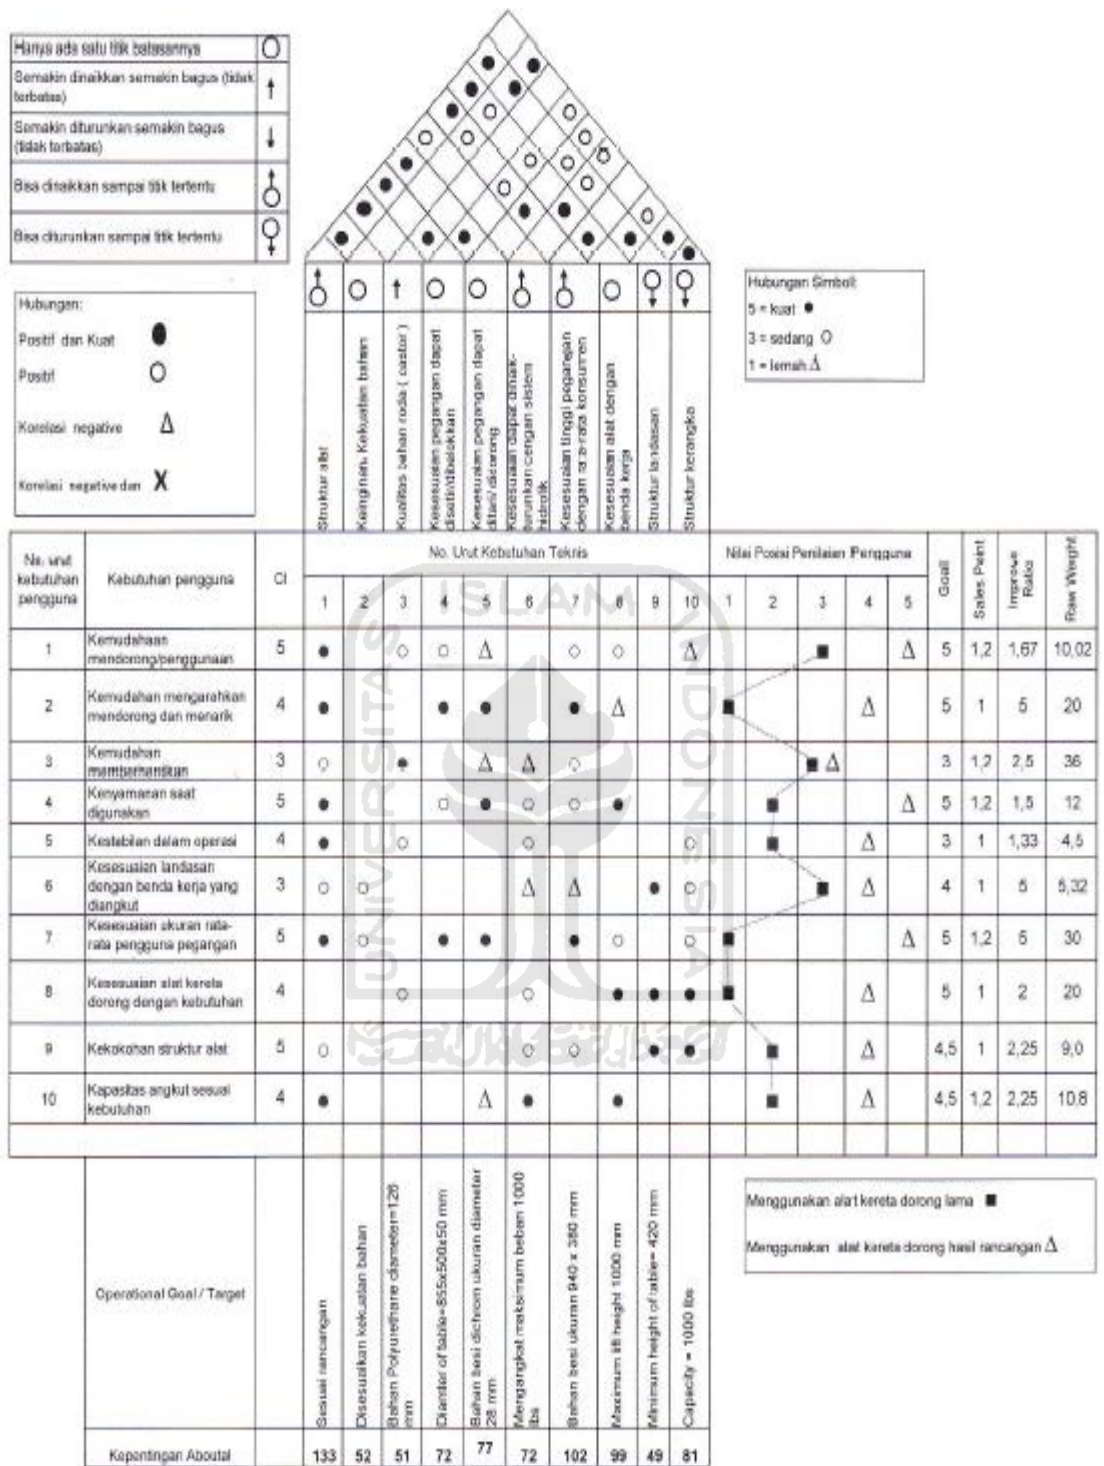 Hanya ada satu titik batasannya
Semakin dinaikkan semakin bagus (tidak
terbatas)
Semakin diturunkan semakin bagus
(tidak terbatas)
Bisa dinaikkan sampai titik tertentu
Bisa diturunkan sampai titik tertentu
Hubungan:
Positif dan Kuat
Positif
Korelasi negative
Korelasi negative dan X
Hubungan Simbol:
5 = kuat
3 = sedang
1 = lemah
Struktur alat
Keinginan, Kekuatan bahan
Kualitas bahan roda ( castor )
Kesesuaian pegangan dapat
disetir/dibelokkan
Kesesuaian pegangan dapat
ditarik/didorong
Kesesuaian dapat dinaik-
turunkan dengan sistem
hidrolik
Kesesuaian tinggi pegangan
dengan rata-rata konsumen
Kesesuaian alat dengan
benda kerja
Struktur landasan
Struktur kerangka
No. urut
kebutuhan
pengguna
Kebutuhan pengguna
CI
No. Urut Kebutuhan Teknis
1 2 3 4 5 6 7 8 9 10
Nilai Posisi Penilaian Pengguna
1 2 3 4 5
Goall
Sales Point
Improve
Ratio
Raw Weight
1 Kemudahaan
mendorong/penggunaan 5 5 1,2 1,67 10,02
2 Kemudahan mengarahkan
mendorong dan menarik 4 5 1 5 20
3 Kemudahan
memberhentikan 3 3 1,2 2,5 36
4 Kenyamanan saat
digunakan 5 5 1,2 1,5 12
5 Kestabilan dalam operasi 4 3 1 1,33 4,5
6 Kesesuaian landasan
dengan benda kerja yang
diangkut 3 4 1 5 5,32
7 Kesesuaian ukuran rata-
rata pengguna pegangan 5 5 1,2 5 30
8 Kesesuaian alat kereta
dorong dengan kebutuhan 4 5 1 2 20
9 Kekokohan struktur alat 5 4,5 1 2,25 9,0
10 Kapasitas angkut sesuai
kebutuhan 4 4,5 1,2 2,25 10,8
UNIVERSITAS ISLAM INDONESIA
Operational Goal / Target
Sesuai rancangan
Disesuaikan kekuatan bahan
Bahan Polyurethane diameter=126
mm
Diamter of table=855x500x50 mm
Bahan besi dichrom ukuran diameter
28 mm
Mengangkat maksimum beban 1000
lbs
Bahan besi ukuran 940 x 380 mm
Maximum lift height 1000 mm
Minimum height of table= 420 mm
Capacity = 1000 lbs
Menggunakan alat kereta dorong lama
Menggunakan alat kereta dorong hasil rancangan
Kepentingan Aboutal 133 52 51 72 77 72 102 99 49 81